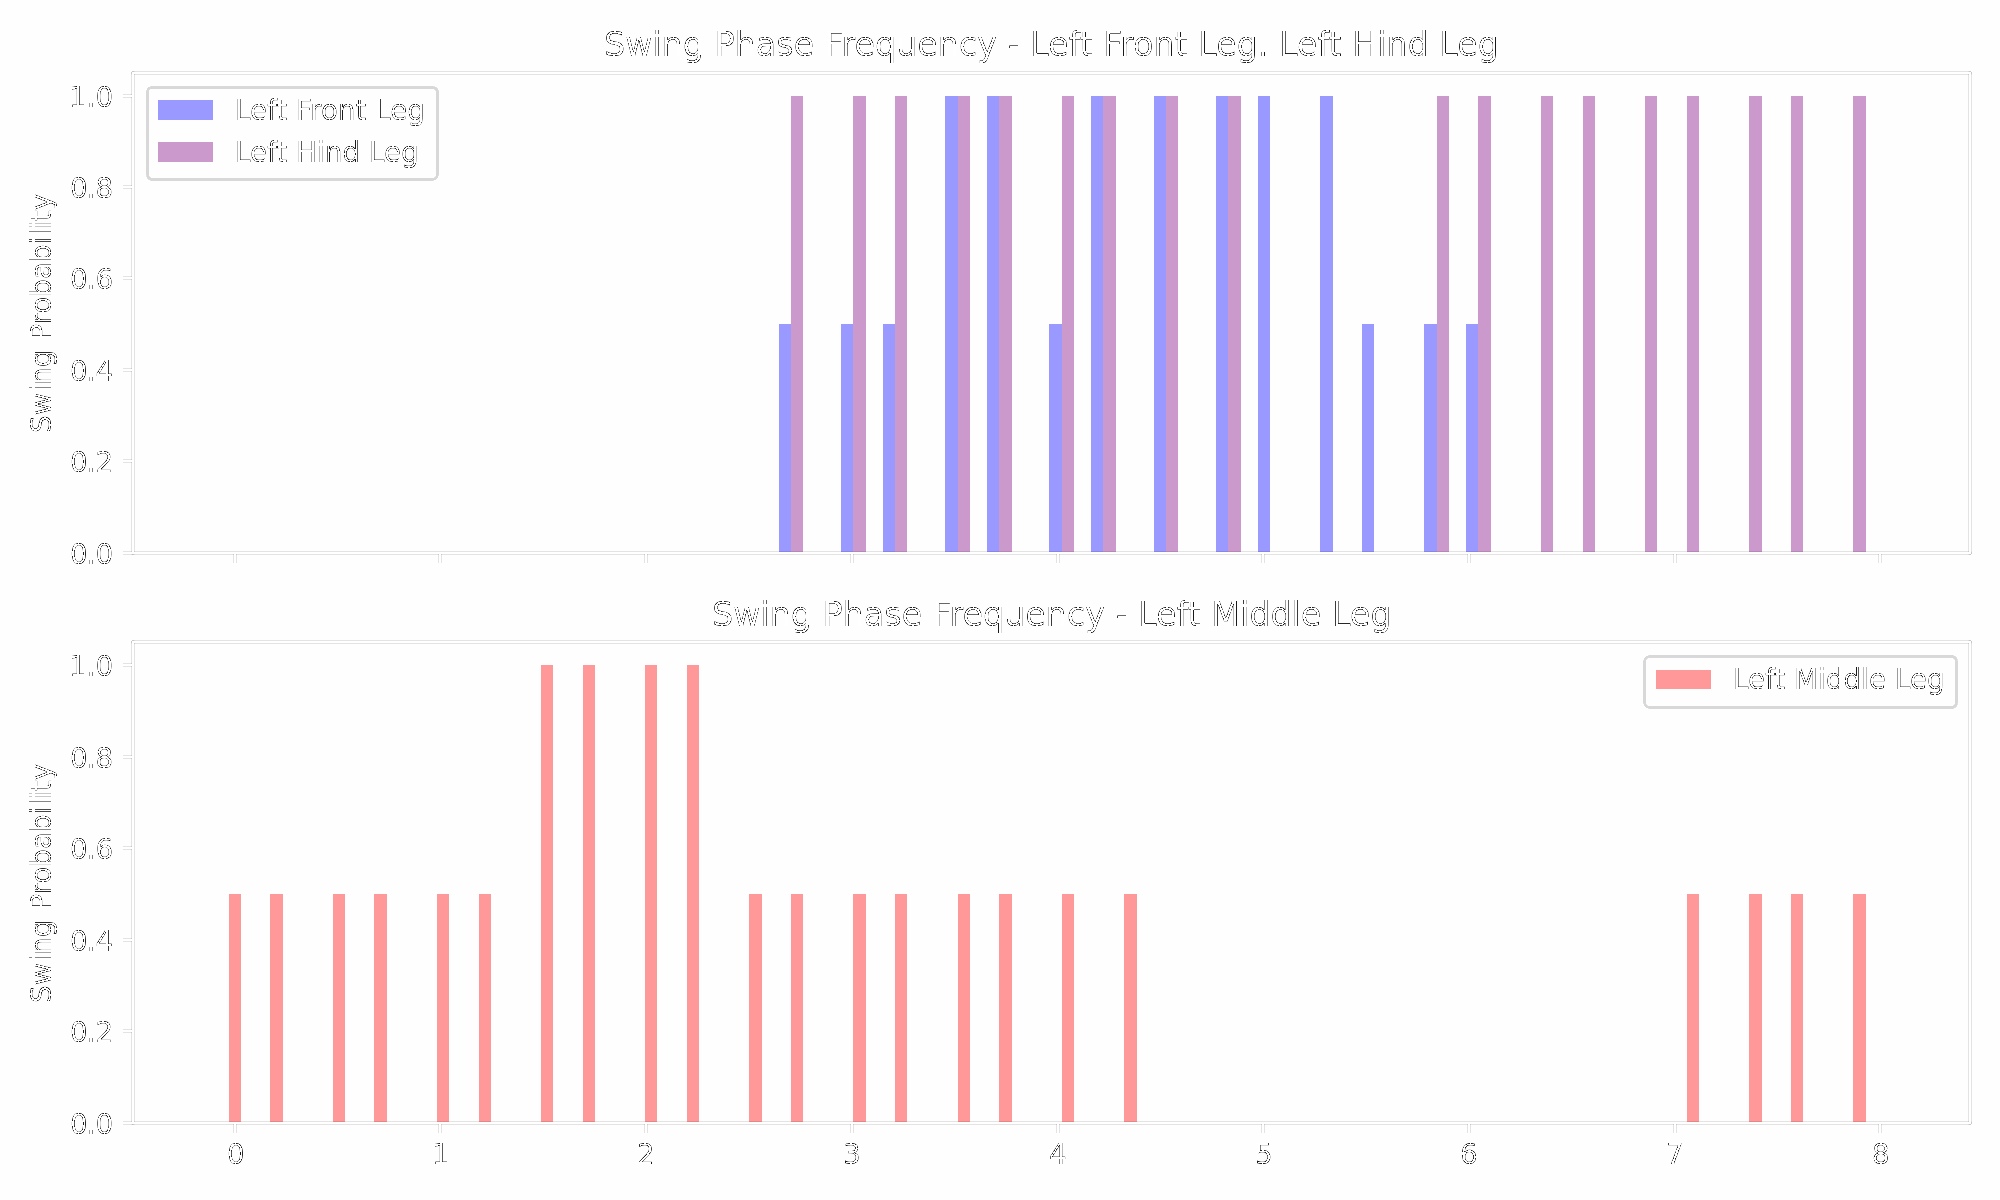 Swing Phase Frequency - Left Front Leg. Left Hind Leg
Left Front Leg
Left Hind Leg
Swing Probability
1.0
0.8
0.6
0.4
0.2
0.0
Swing Phase Frequency - Left Middle Leg
Left Middle Leg
Swing Probability
1.0
0.8
0.6
0.4
0.2
0.0
0 1 2 3 4 5 6 7 8